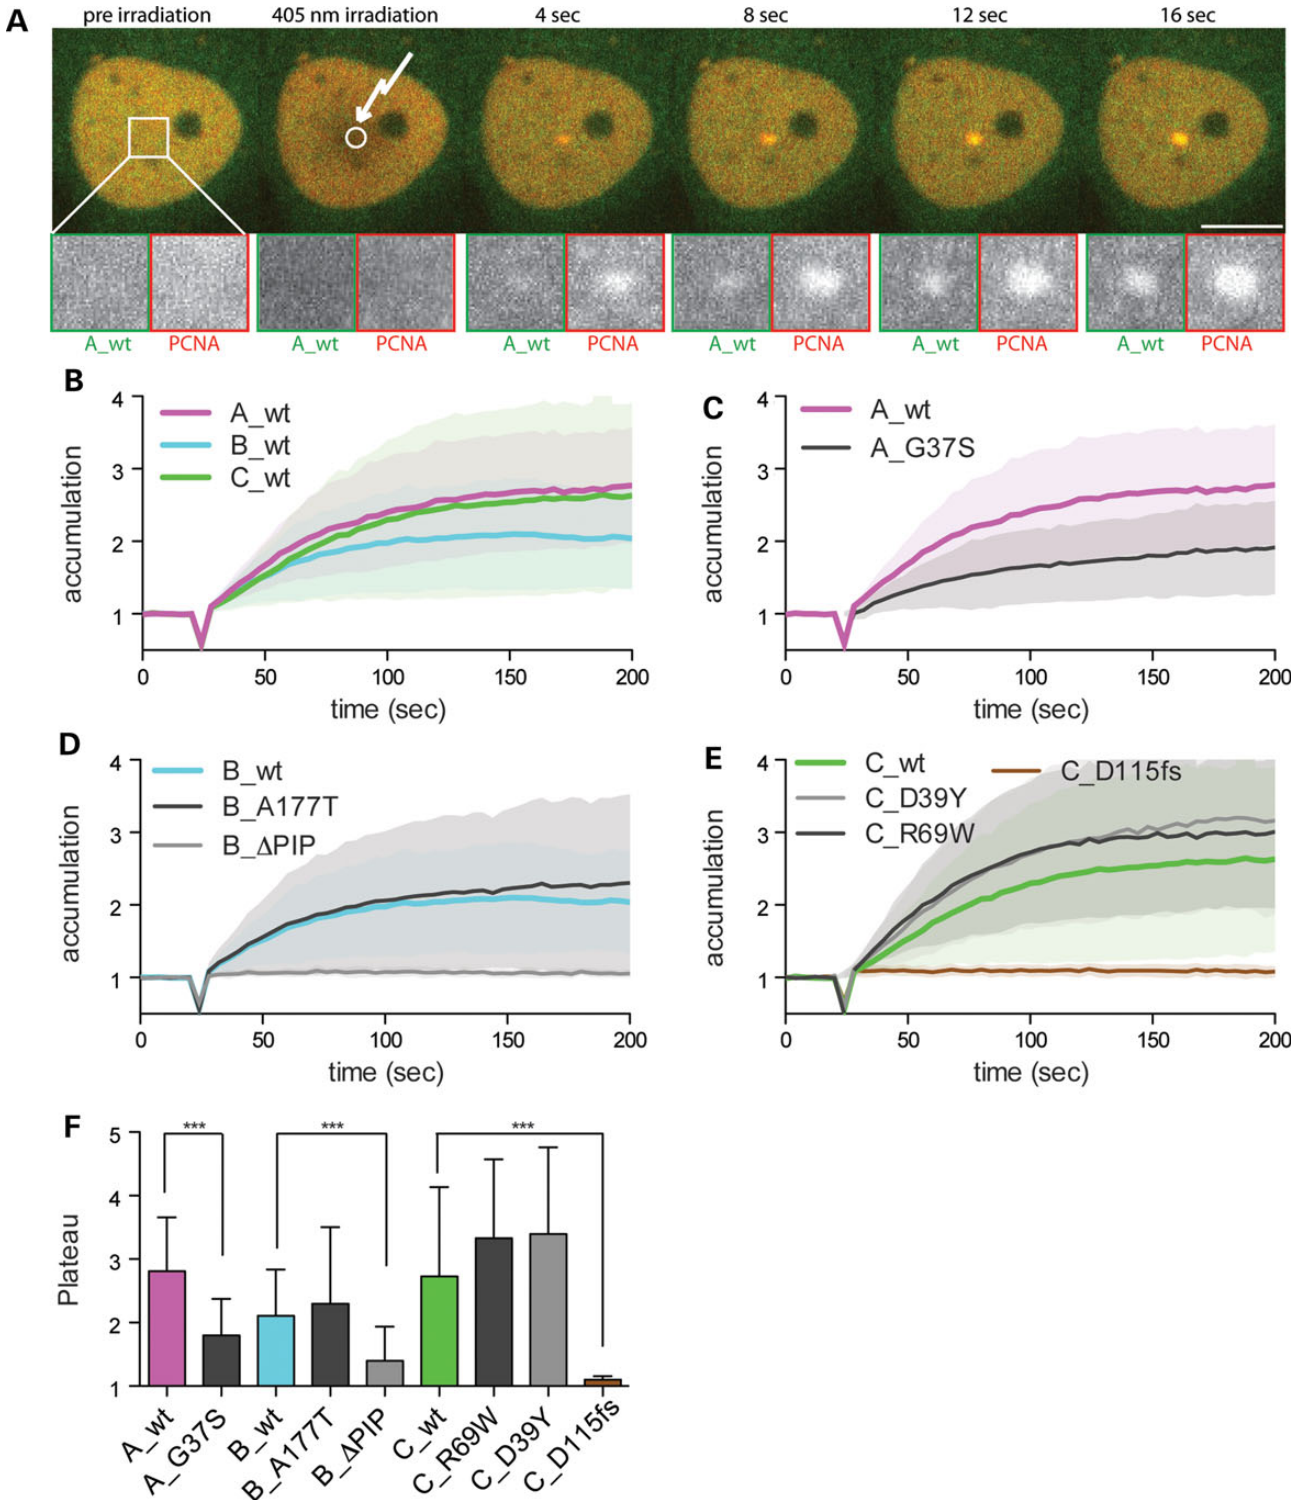 A
pre irradiation 405 nm irradiation 4 sec 8 sec 12 sec 16 sec
A_wt PCNA A_wt PCNA A_wt PCNA A_wt PCNA A_wt PCNA A_wt PCNA
B
4
3
2
1
accumulation
A_wt
B_wt
C_wt
0 50 100 150 200
time (sec)
C
4
3
2
1
accumulation
A_wt
A_G37S
0 50 100 150 200
time (sec)
D
4
3
2
1
accumulation
B_wt
B_A177T
B_ΔPIP
0 50 100 150 200
time (sec)
E
4
3
2
1
accumulation
C_wt C_D115fs
C_D39Y
C_R69W
0 50 100 150 200
time (sec)
F
5
4
3
2
1
Plateau
*** *** ***
A_wt
A_G37S
B_wt
B_A177T
B_ΔPIP
C_wt
C_R69W
C_D39Y
C_D115fs